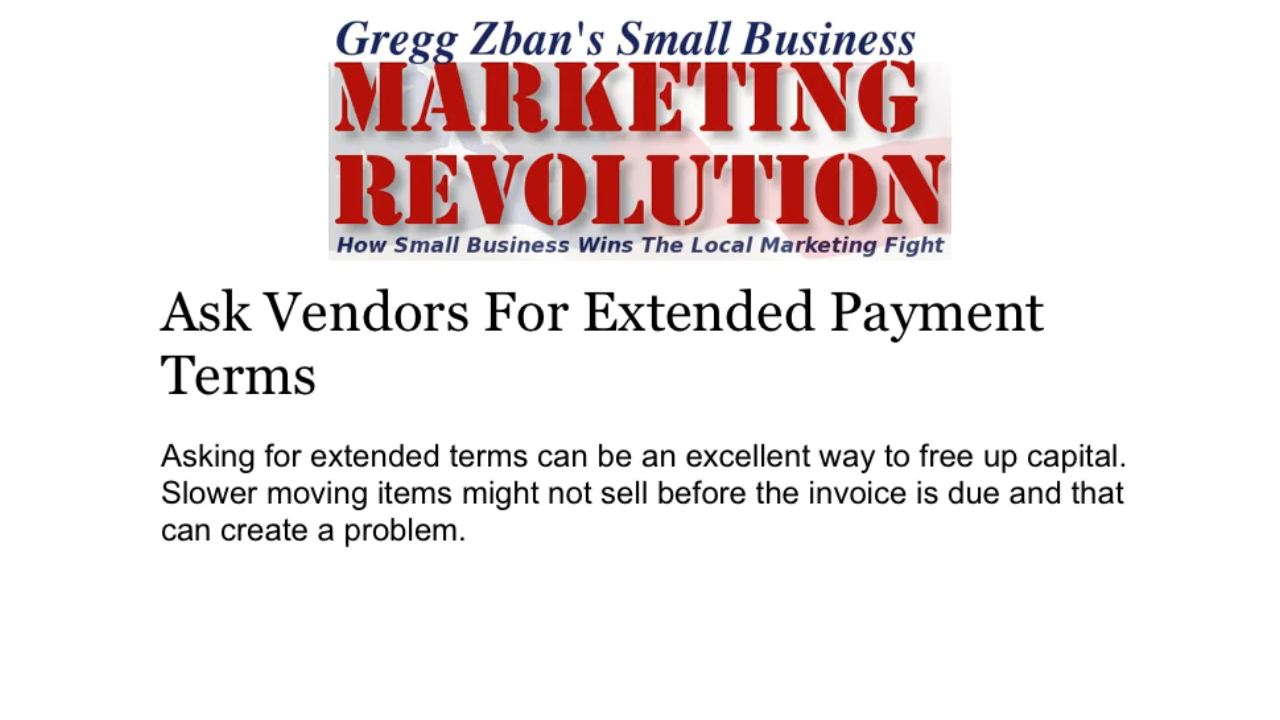 Gregg Zban's Small Business
MARKETING
REVOLUTION
How Small Business Wins The Local Marketing Fight
Ask Vendors For Extended Payment
Terms
Asking for extended terms can be an excellent way to free up capital.
Slower moving items might not sell before the invoice is due and that
can create a problem.